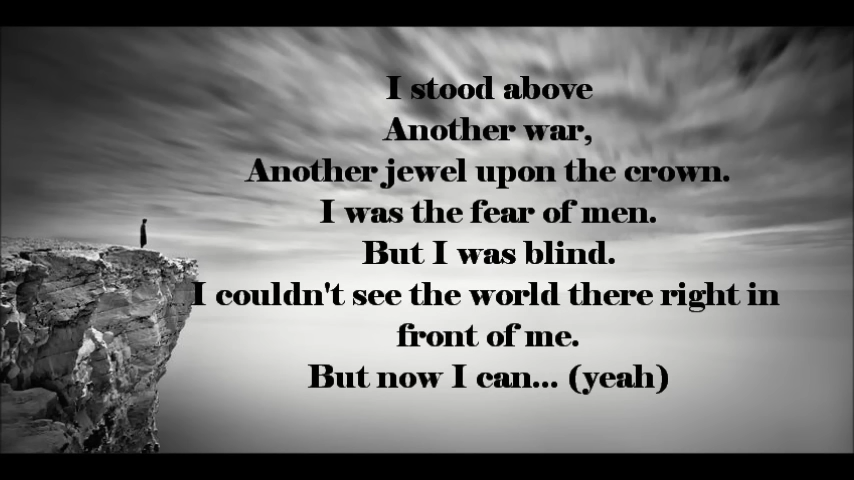 I stood above
Another war,
Another jewel upon the crown.
I was the fear of men.
But I was blind.
I couldn't see the world there right in
front of me.
But now I can... (yeah)